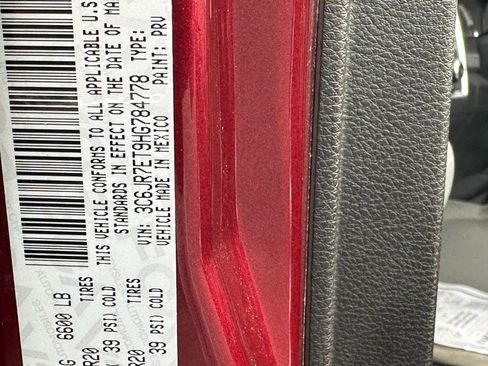 THIS VEHICLE CONFORMS TO ALL APPLICABLE U.S
STANDARDS IN EFFECT ON THE DATE OF MA
VIN: 3C6JR7ET9HG784778 TYPE:
VEHICLE MADE IN MEXICO PAINT: PRV
G 6600 LB
TIRES
R20
39 PSI) COLD
TIRES
R20
39 PSI) COLD